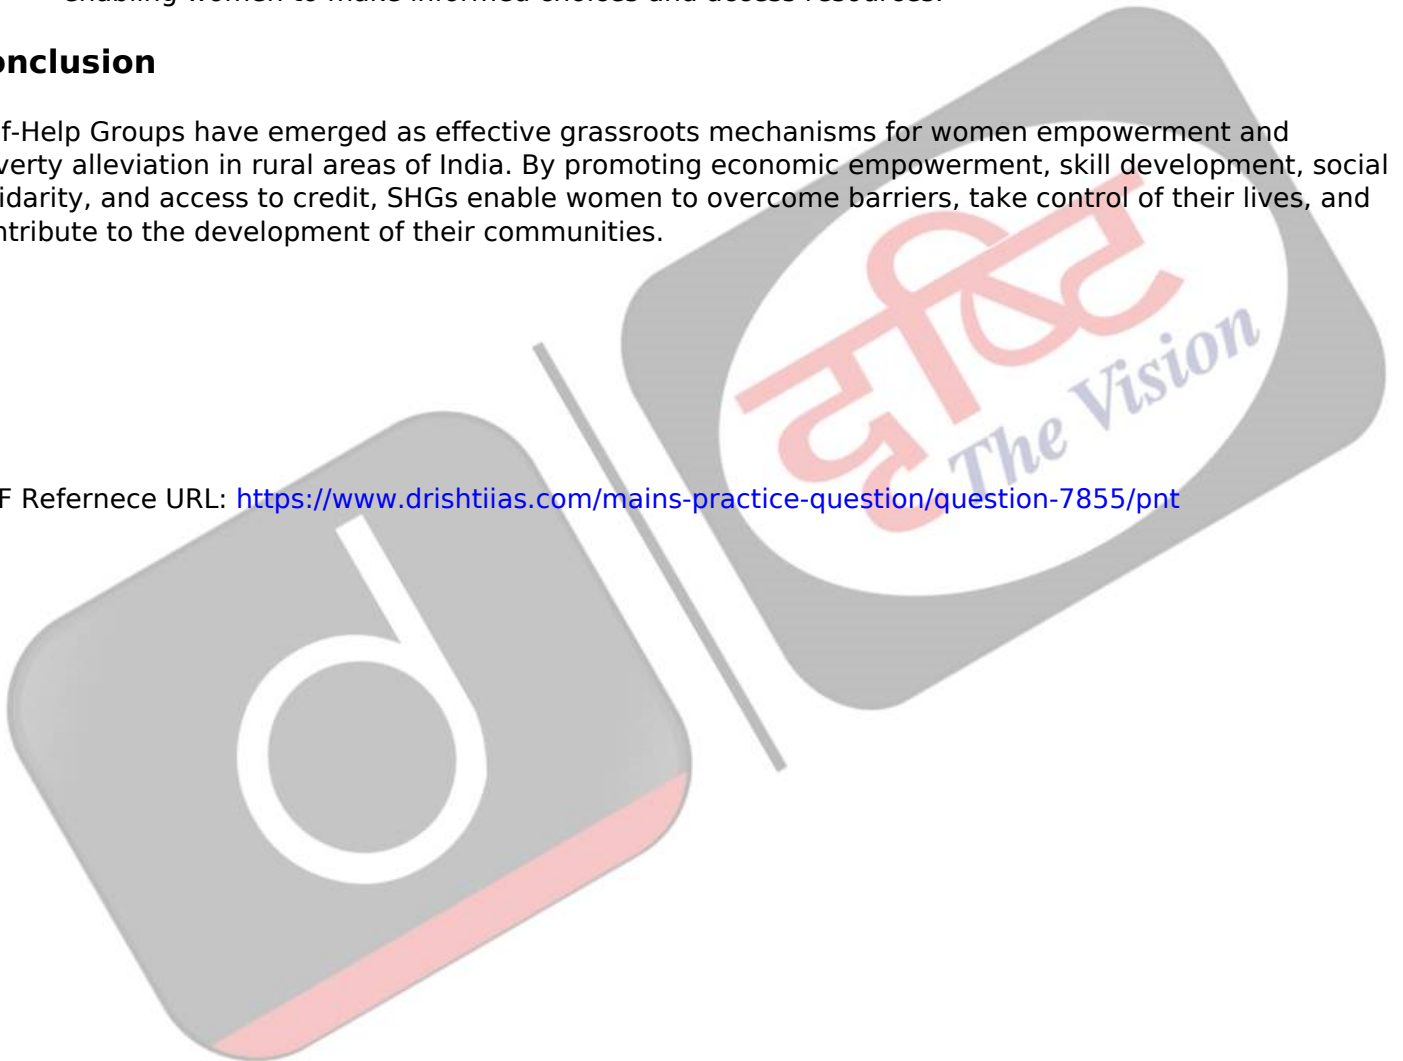 enabling women to make informed choices and access resources.
onclusion
f-Help Groups have emerged as effective grassroots mechanisms for women empowerment and
verty alleviation in rural areas of India. By promoting economic empowerment, skill development, social
idarity, and access to credit, SHGs enable women to overcome barriers, take control of their lives, and
ntribute to the development of their communities.
दृष्टि
The Vision
F Refernece URL: https://www.drishtiias.com/mains-practice-question/question-7855/pnt
d